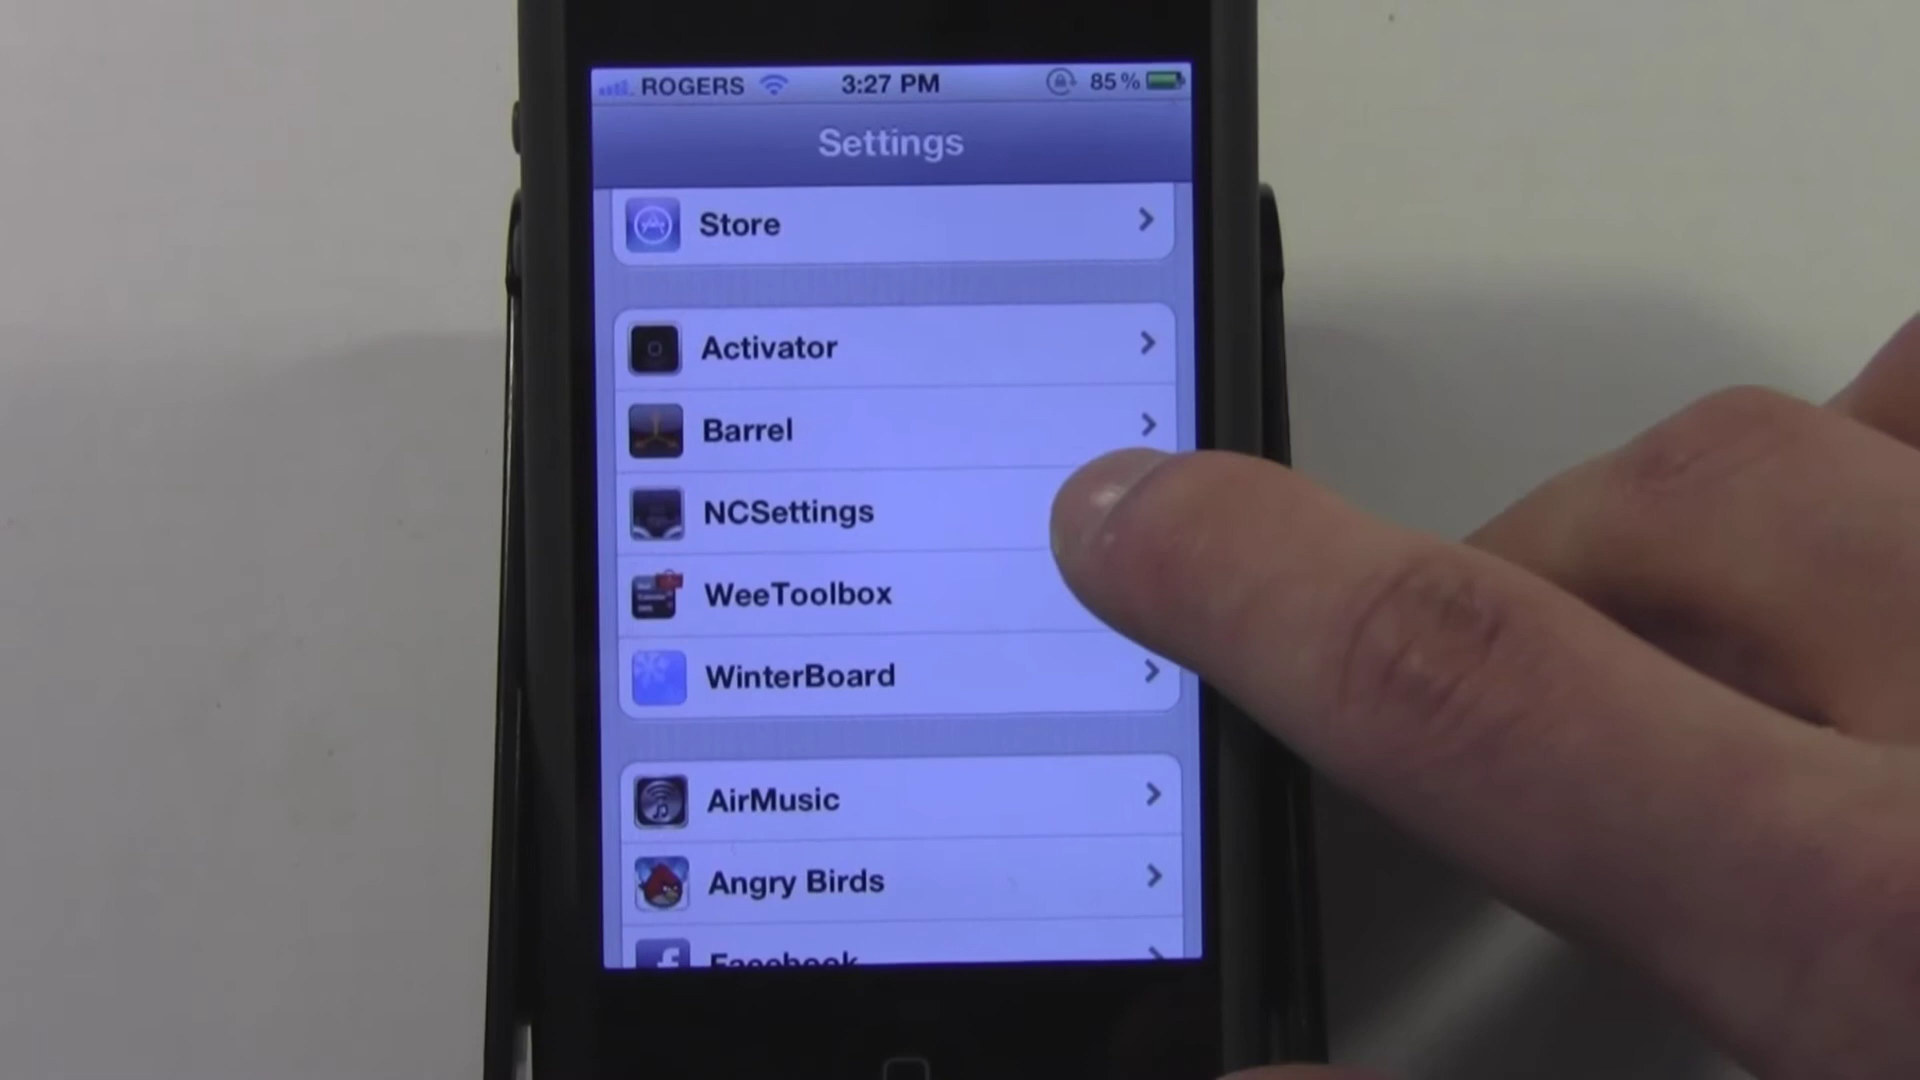 ROGERS 3:27 PM 85%
Settings
Store
Activator
Barrel
NCSettings
WeeToolbox
WinterBoard
AirMusic
Angry Birds
Facebook